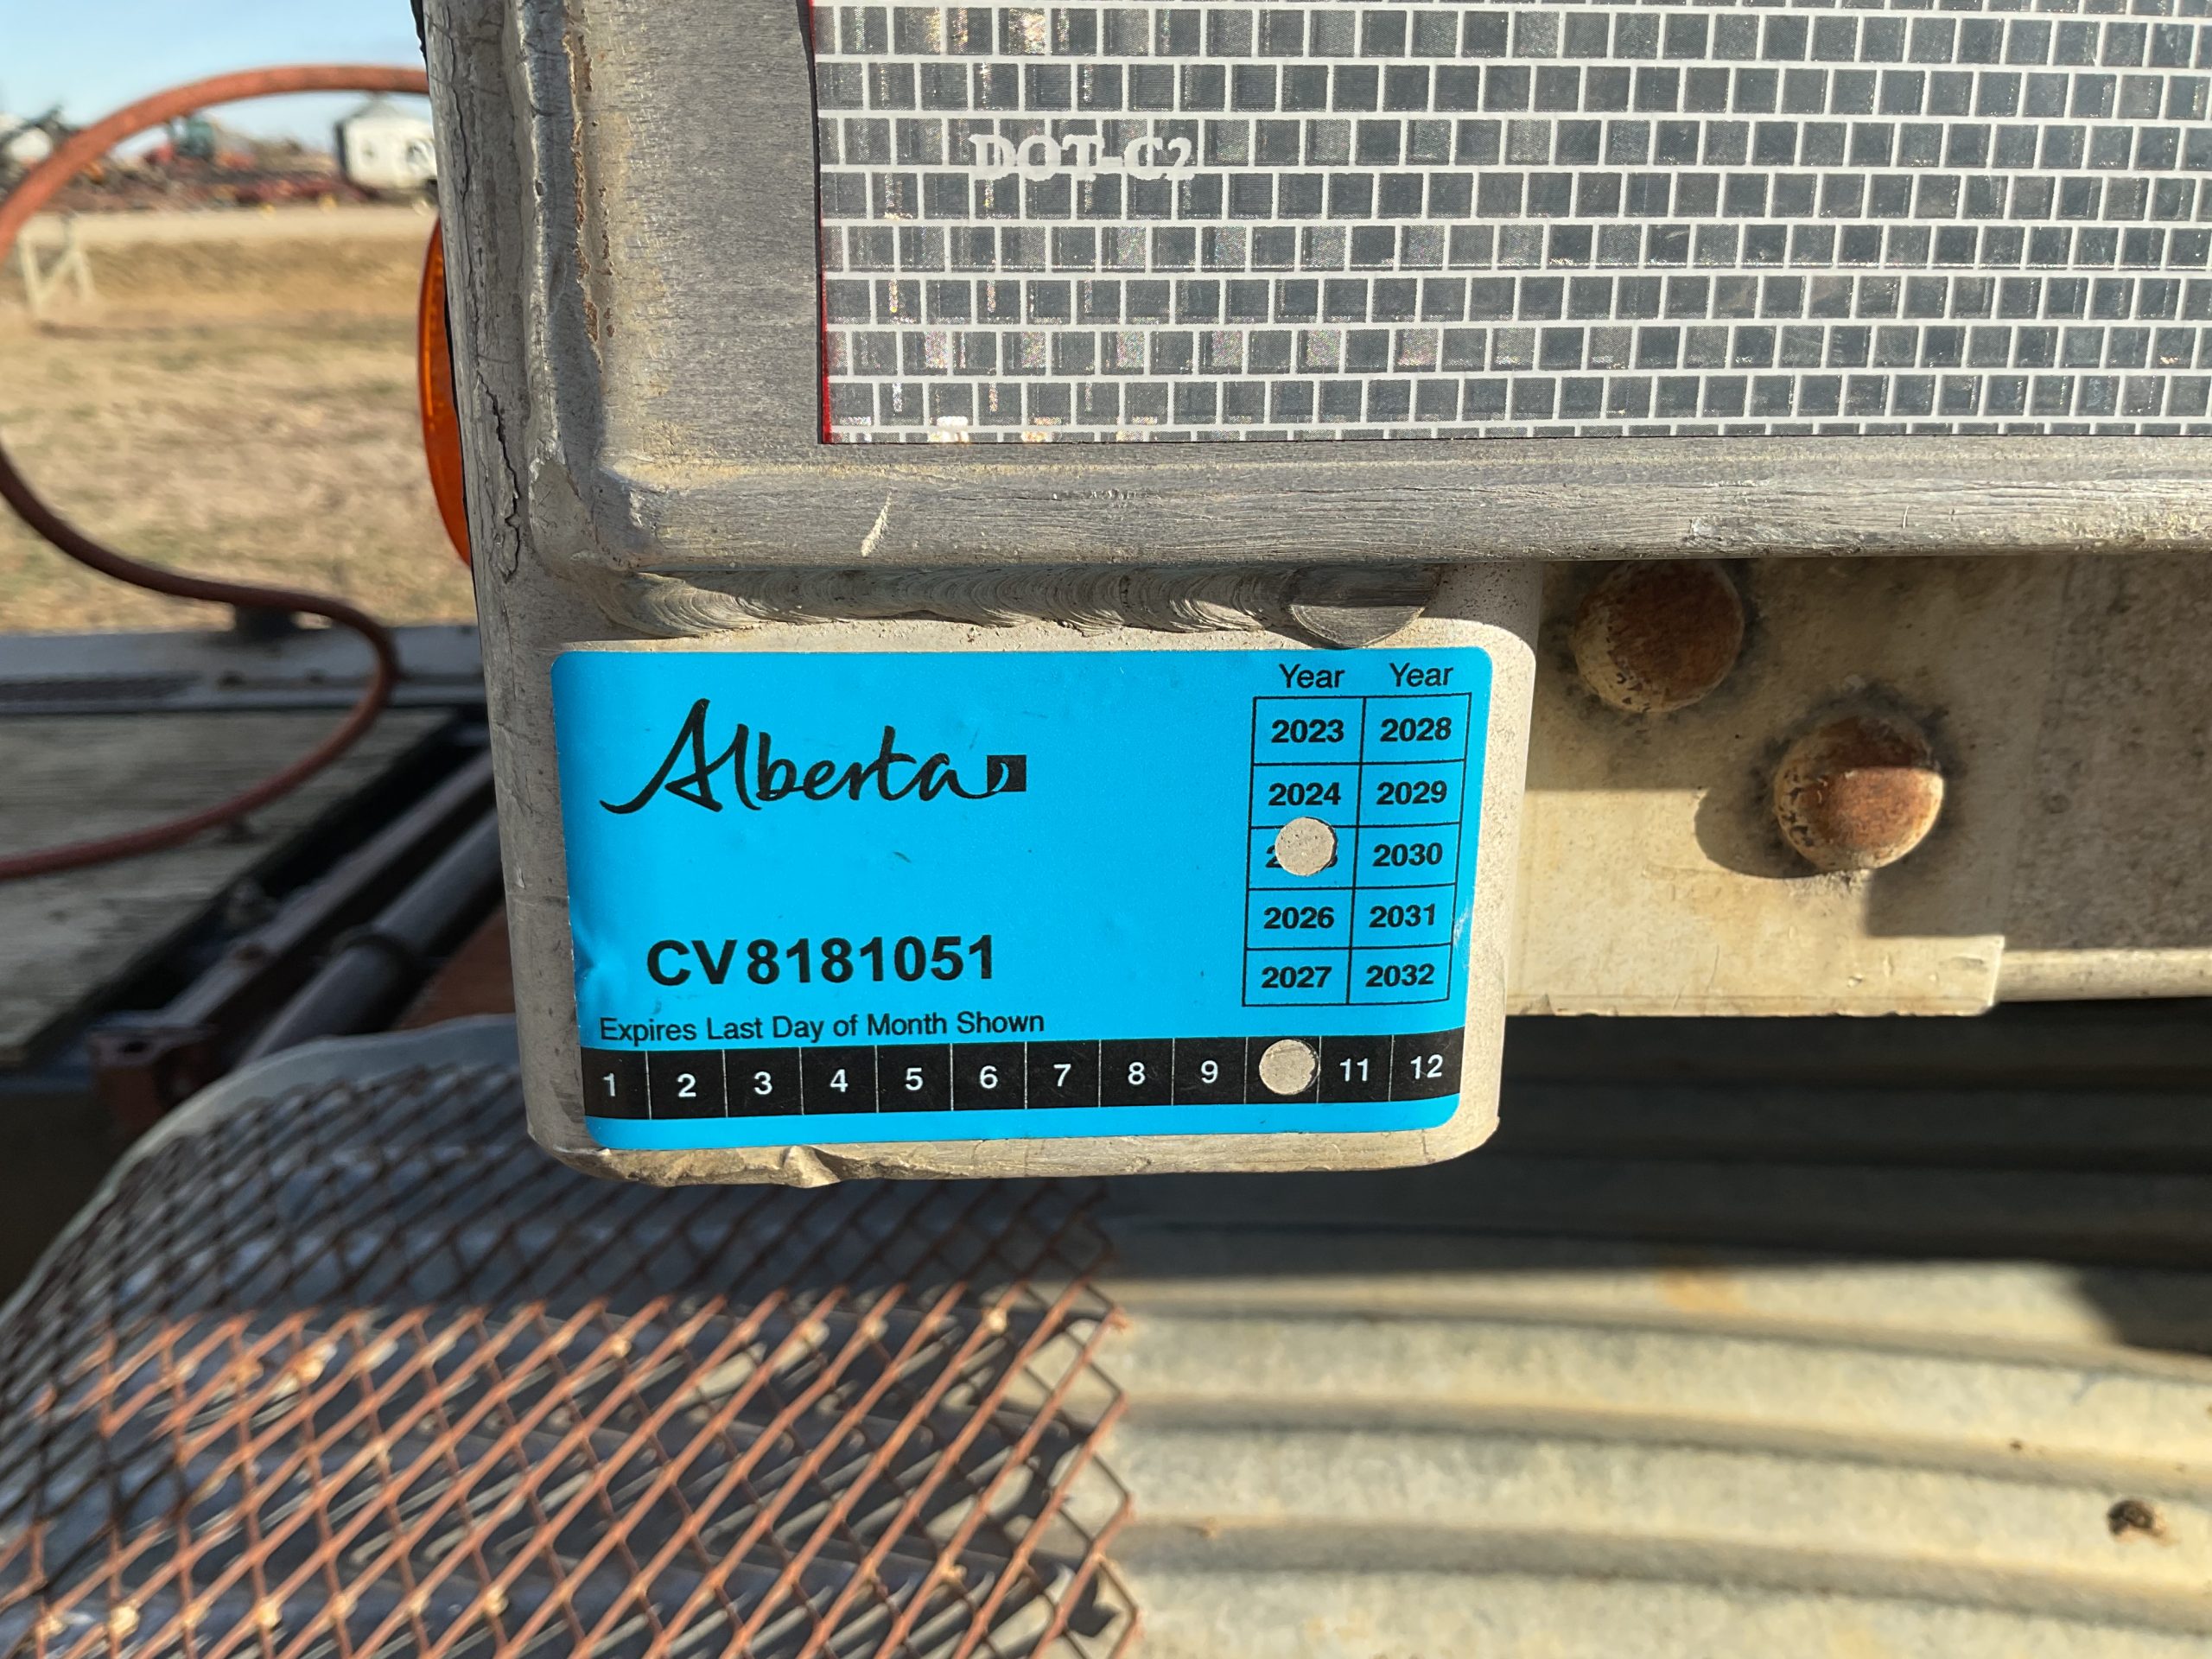 DOT-C2
Alberta
Year Year
2023 2028
2024 2029
2030
2026 2031
2027 2032
CV8181051
Expires Last Day of Month Shown
1 2 3 4 5 6 7 8 9 11 12